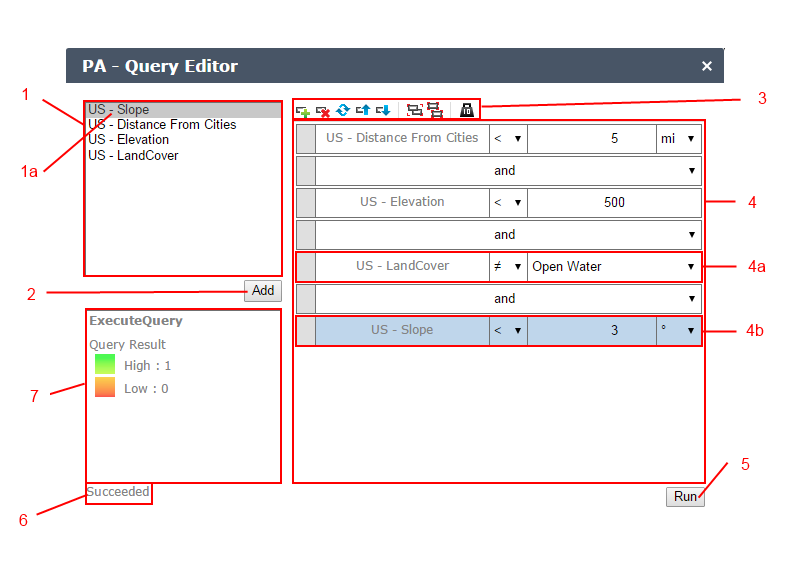 PA - Query Editor ×
1
US - Slope
US - Distance From Cities
US - Elevation
US - LandCover
1a
2
Add
3
US - Distance From Cities < 5 mi
and
US - Elevation < 500
4
and
US - LandCover ≠ Open Water
4a
and
US - Slope < 3 °
4b
ExecuteQuery
Query Result
High : 1
Low : 0
7
Succeeded
6
5
Run